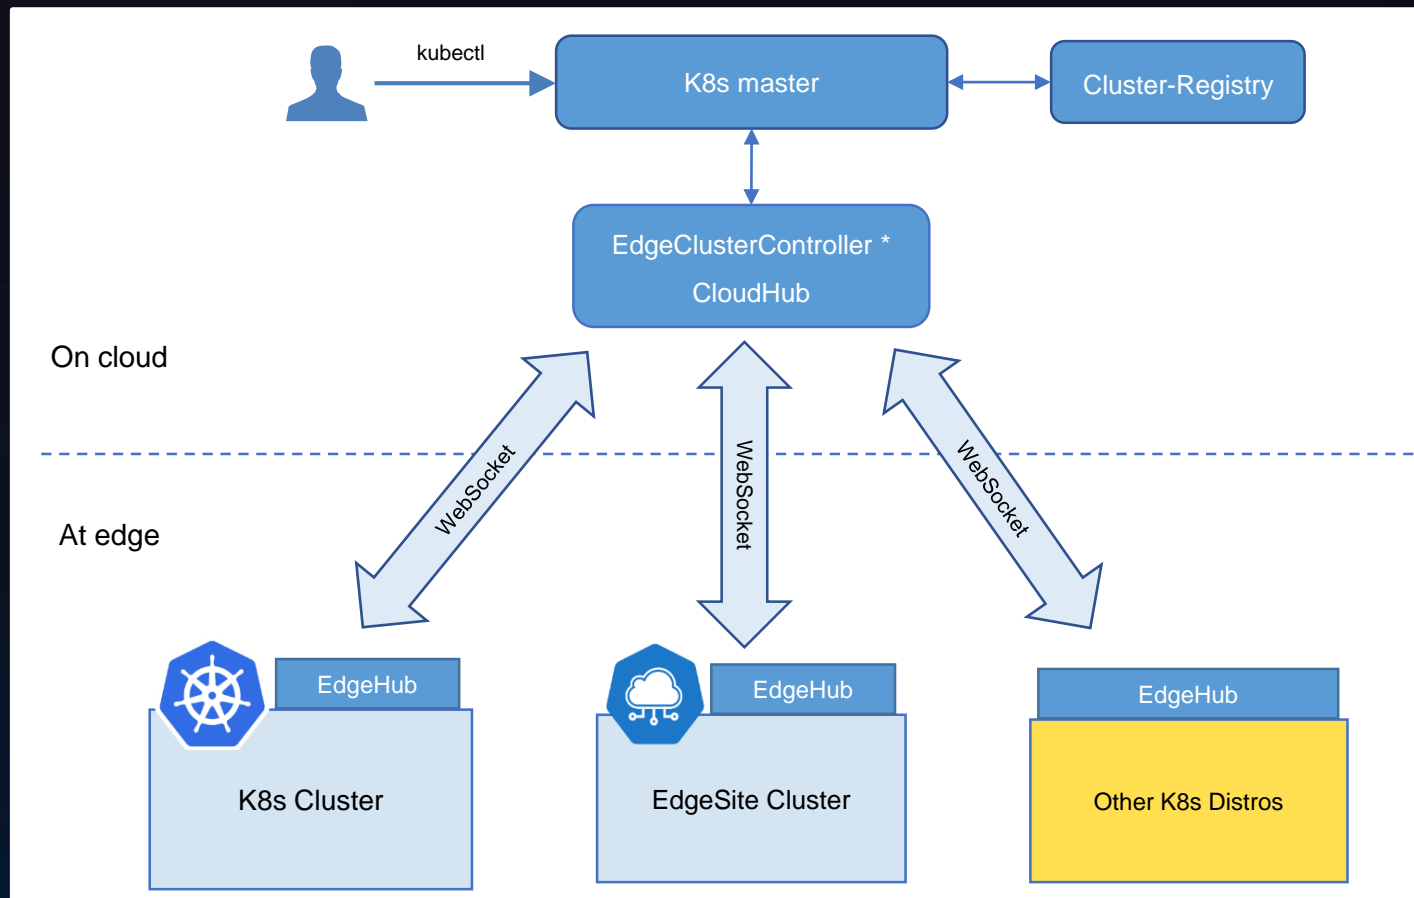 kubectl
K8s master
Cluster-Registry
EdgeClusterController *
CloudHub
On cloud
WebSocket
WebSocket
WebSocket
At edge
EdgeHub
EdgeHub
EdgeHub
K8s Cluster
EdgeSite Cluster
Other K8s Distros